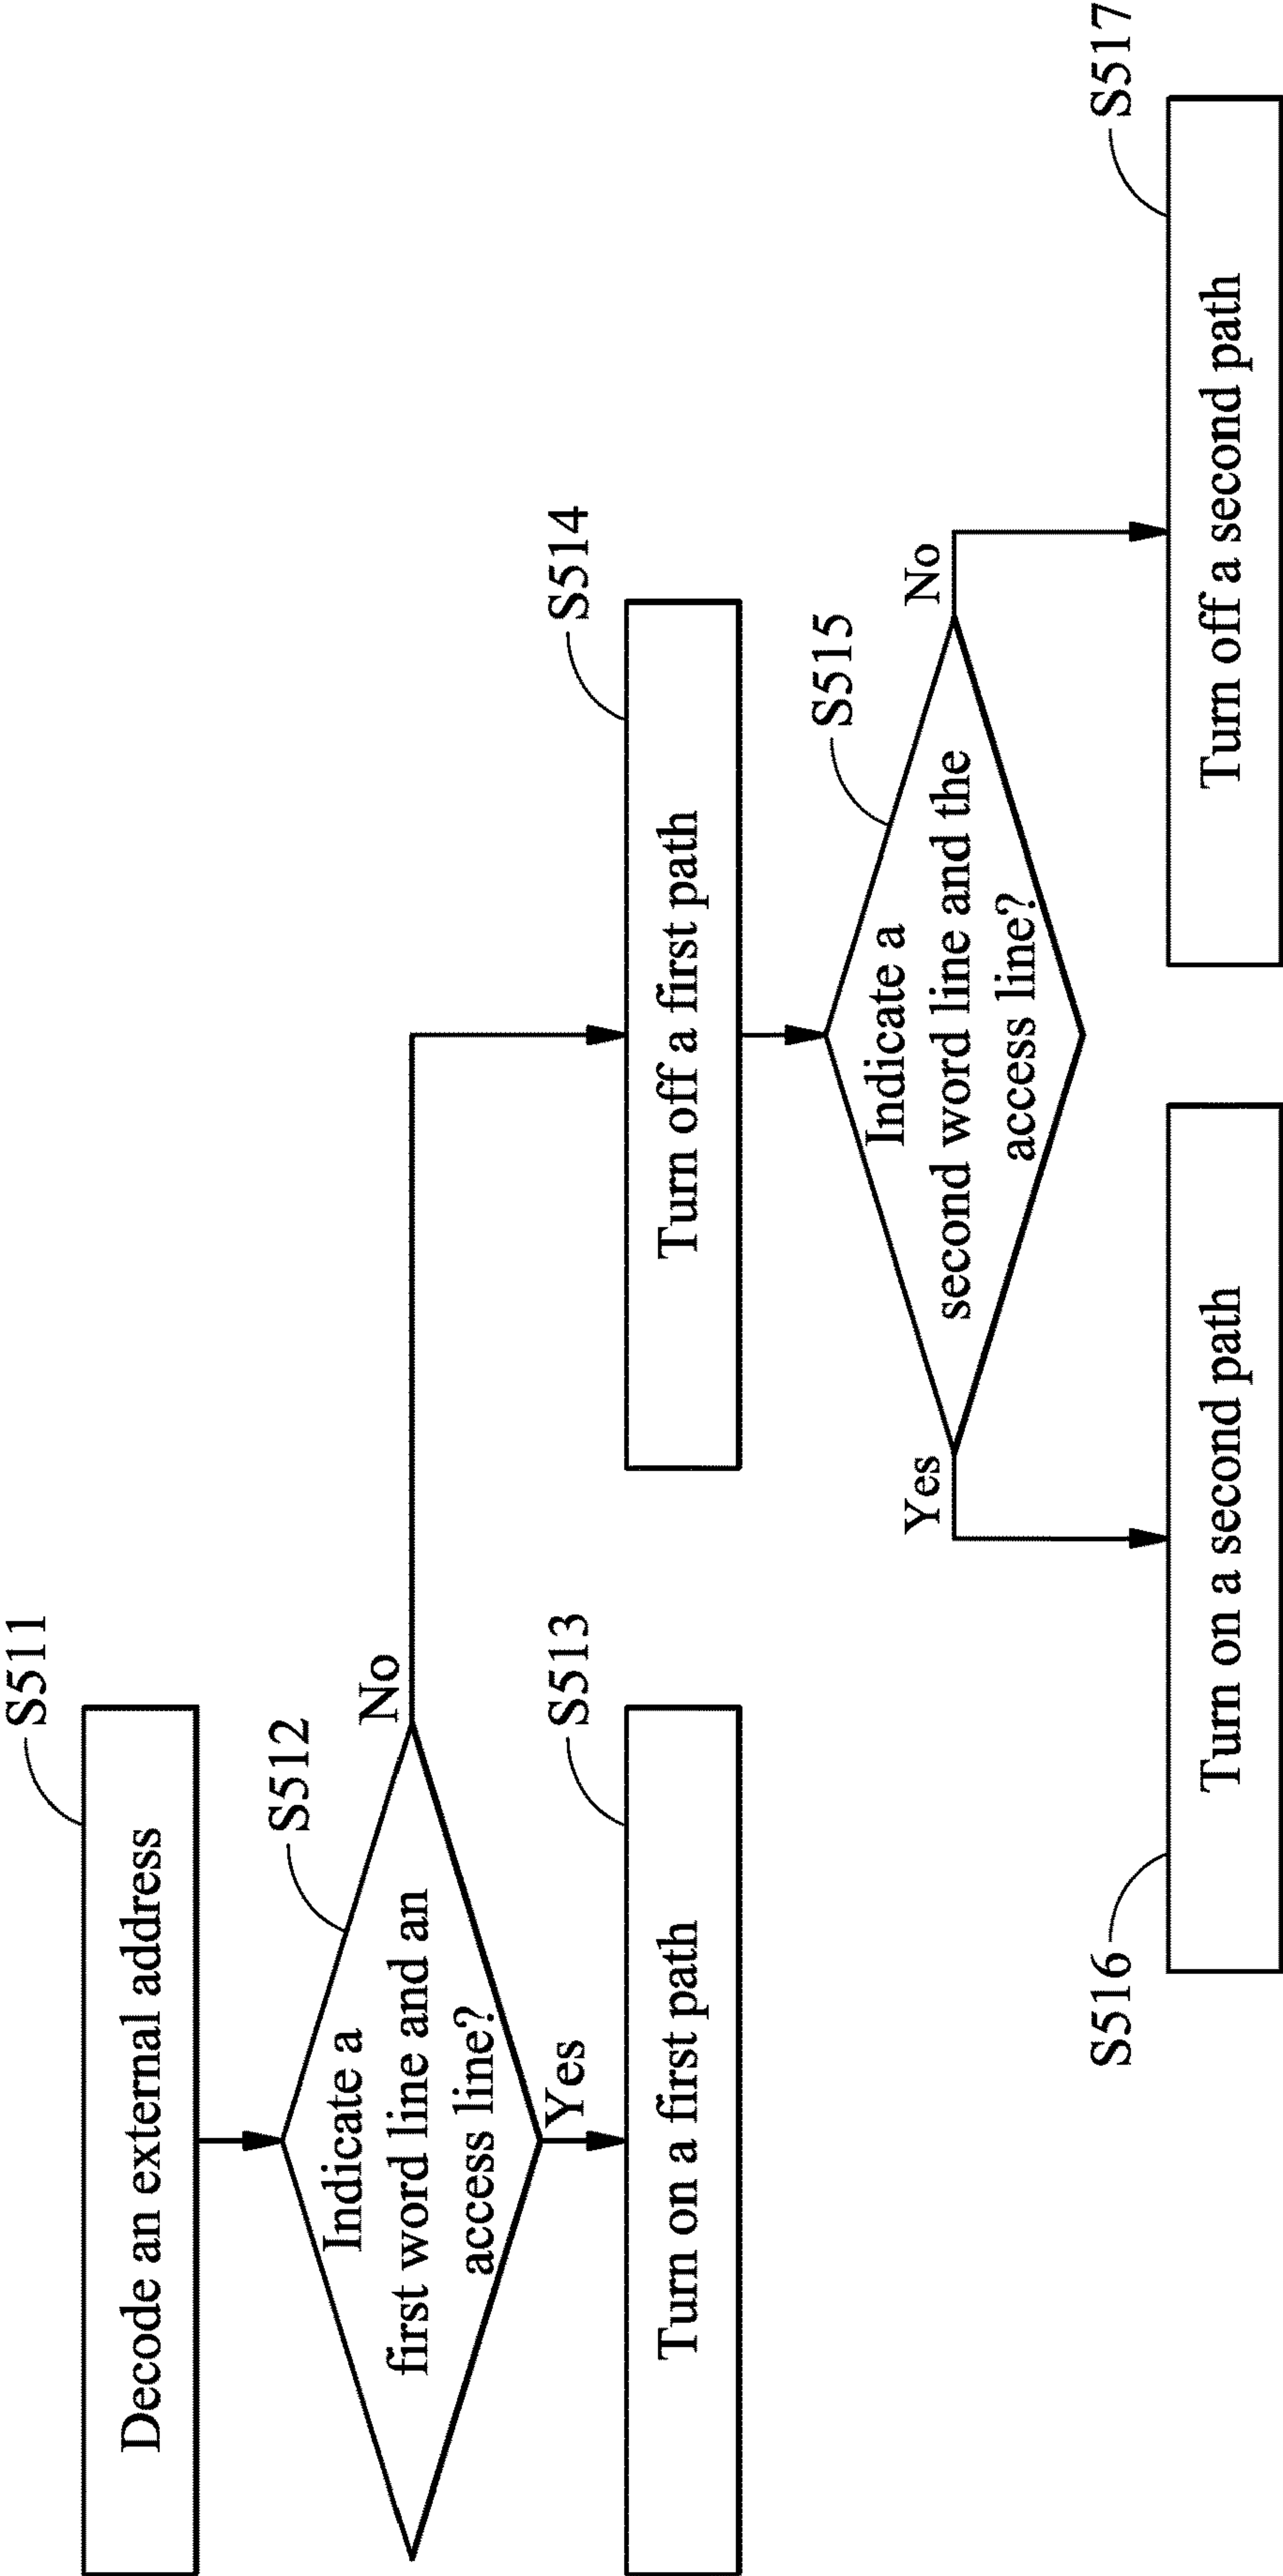 S511
Decode an external address
S512
Indicate a
first word line and an
access line?
No
Yes
S513
Turn on a first path
S514
Turn off a first path
S515
Indicate a
second word line and the
access line?
Yes
No
S516
Turn on a second path
S517
Turn off a second path